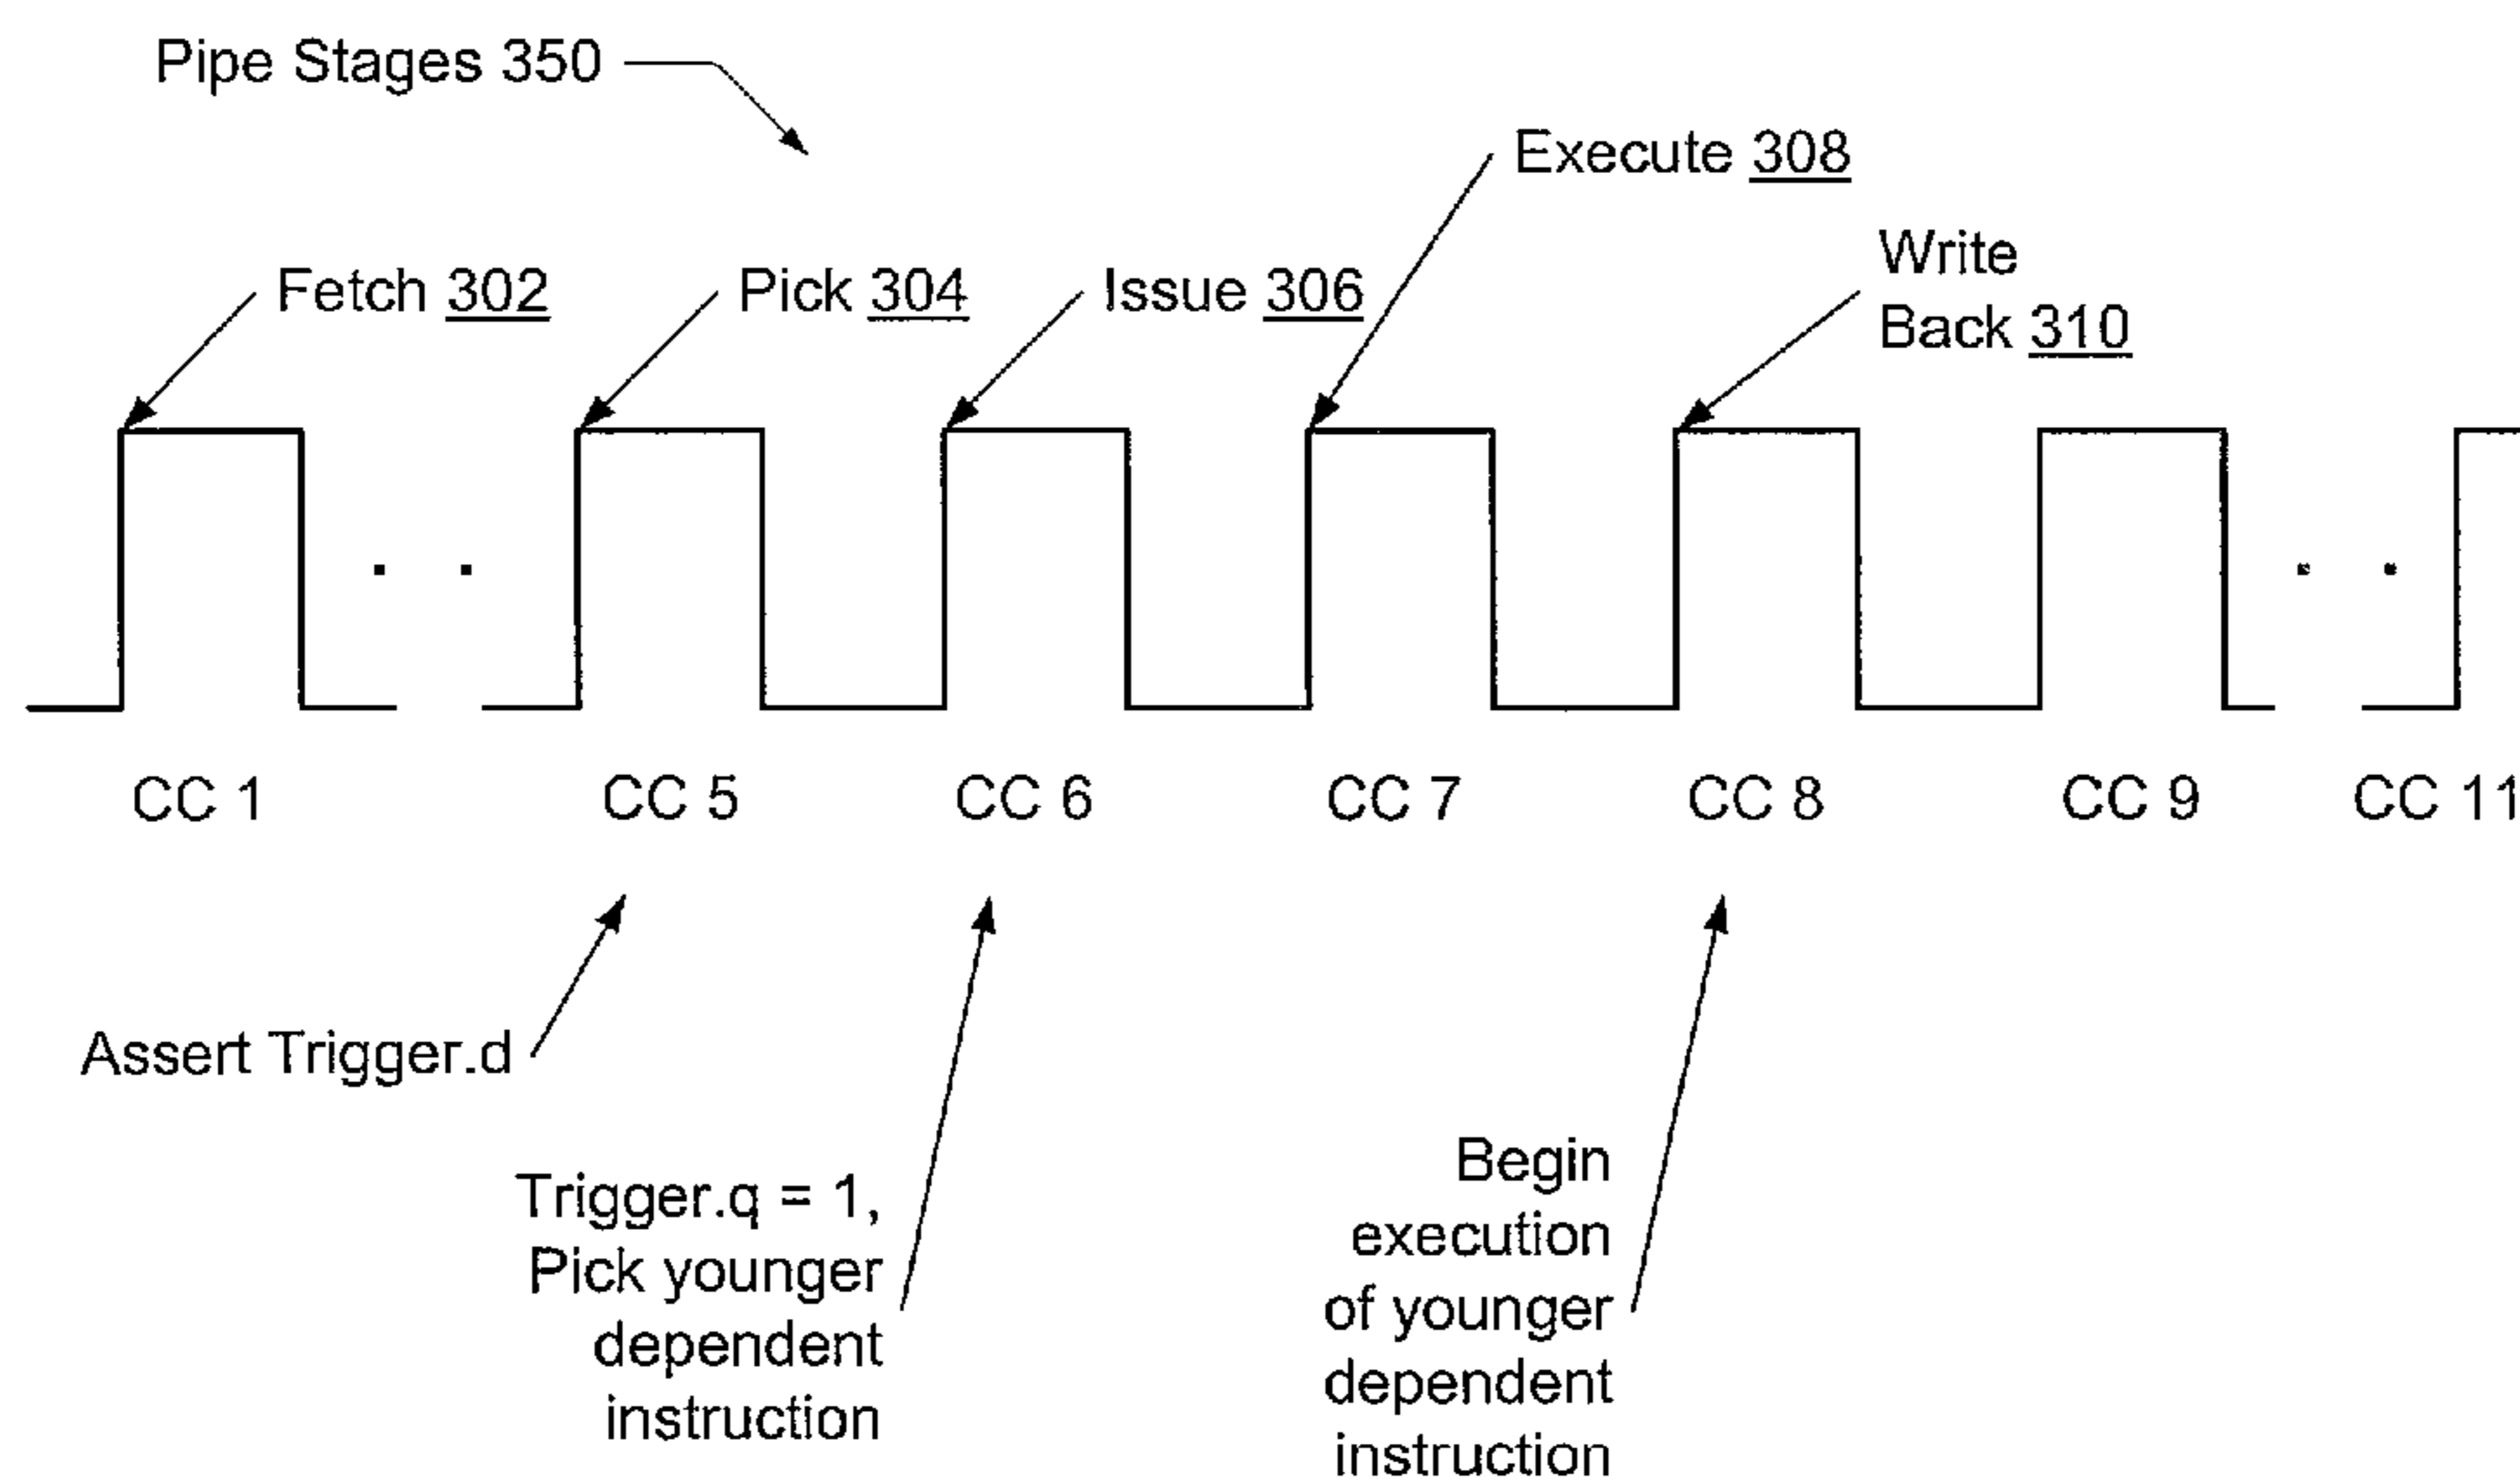 Pipe Stages 350
Execute 308
Write
Back 310
Fetch 302
Pick 304
Issue 306
CC 1
CC 5
CC 6
CC 7
CC 8
CC 9
CC 11
Assert Trigger.d
Trigger.q = 1,
Pick younger
dependent
instruction
Begin
execution
of younger
dependent
instruction